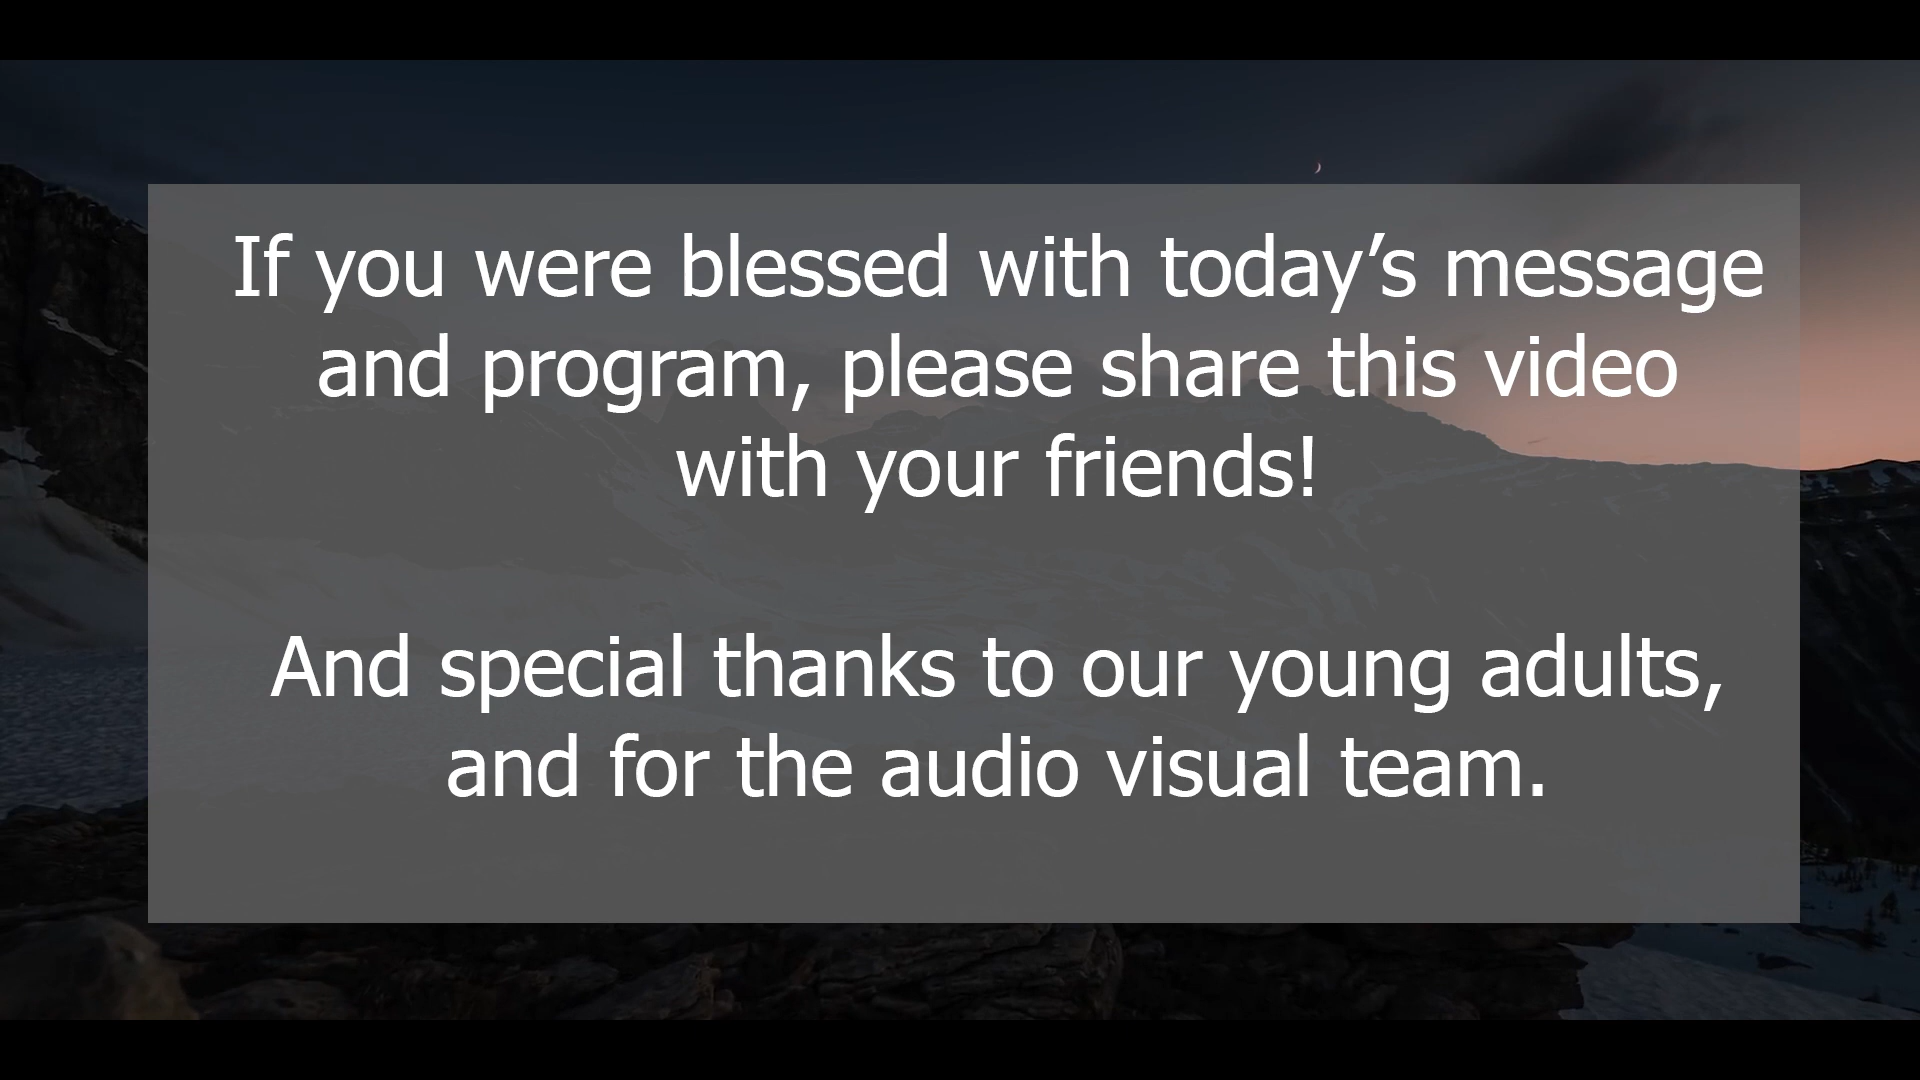 If you were blessed with today’s message
and program, please share this video
with your friends!
And special thanks to our young adults,
and for the audio visual team.